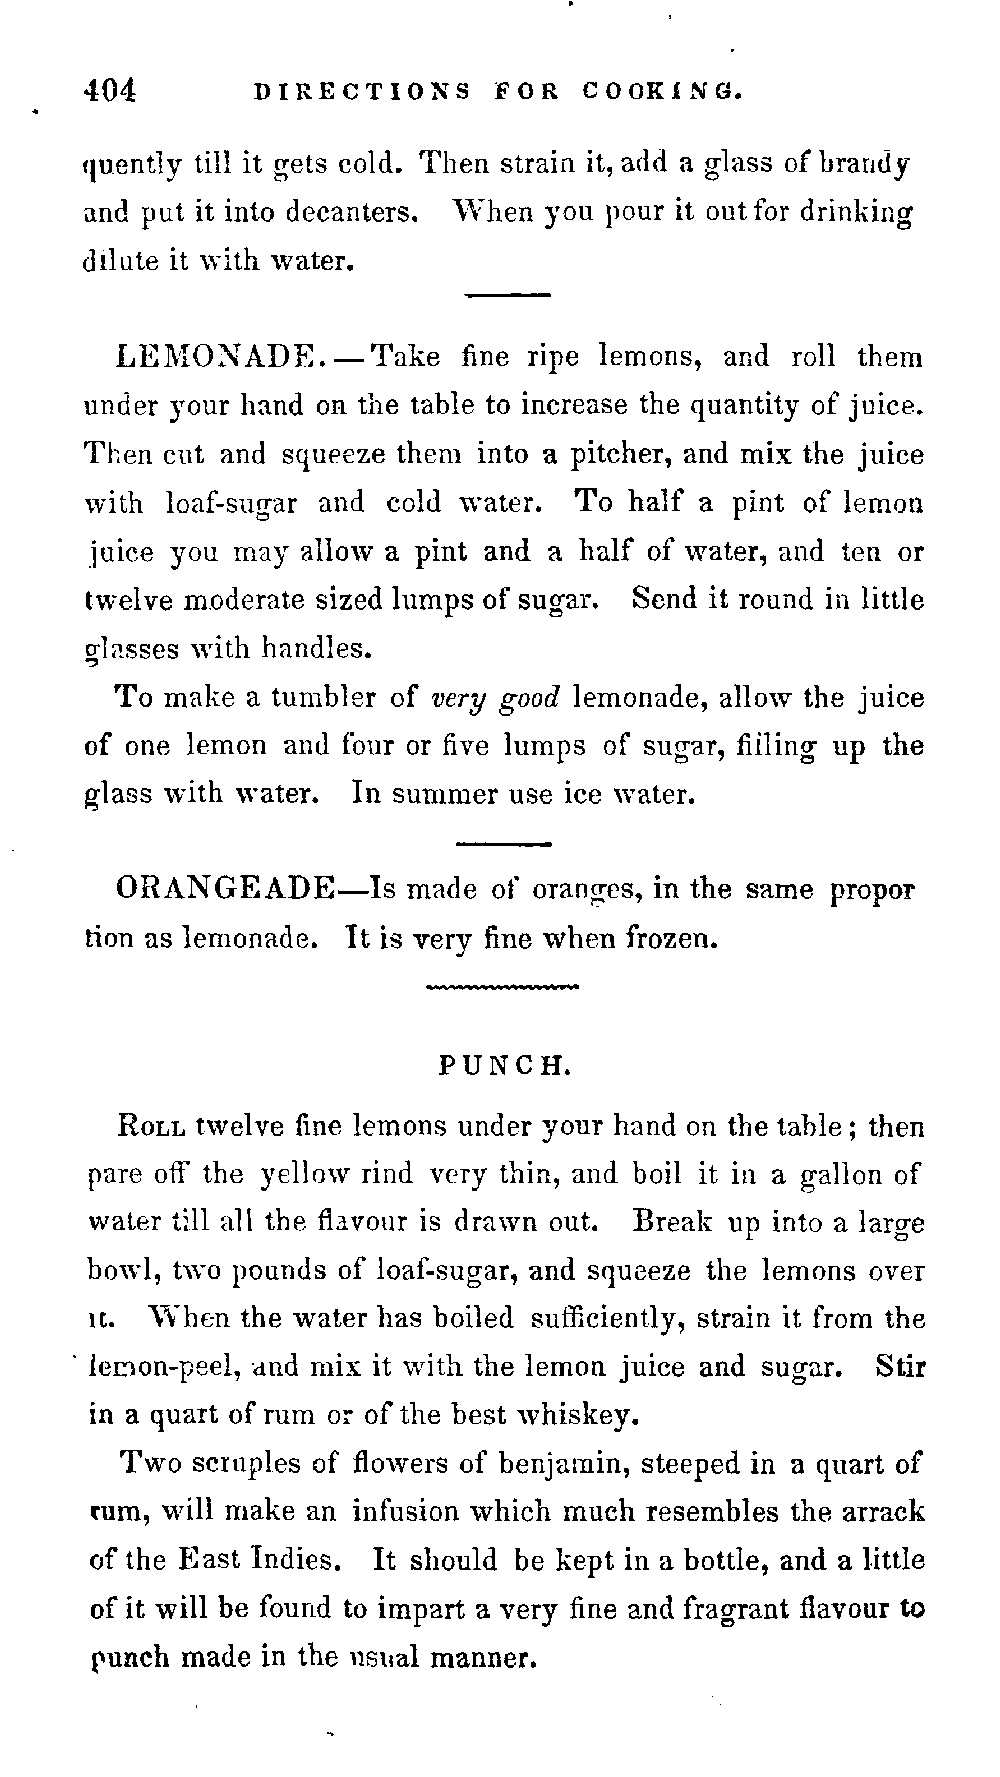 404 DIRECTIONS FOR COOKING.
quently till it gets cold. Then strain it, add a glass of brandy
and put it into decanters. When you pour it out for drinking
dilute it with water.
LEMONADE. — Take fine ripe lemons, and roll them
under your hand on the table to increase the quantity of juice.
Then cut and squeeze them into a pitcher, and mix the juice
with loaf-sugar and cold water. To half a pint of lemon
juice you may allow a pint and a half of water, and ten or
twelve moderate sized lumps of sugar. Send it round in little
glasses with handles.
To make a tumbler of very good lemonade, allow the juice
of one lemon and four or five lumps of sugar, filling up the
glass with water. In summer use ice water.
ORANGEADE—Is made of oranges, in the same propor
tion as lemonade. It is very fine when frozen.
PUNCH.
ROLL twelve fine lemons under your hand on the table; then
pare off the yellow rind very thin, and boil it in a gallon of
water till all the flavour is drawn out. Break up into a large
bowl, two pounds of loaf-sugar, and squeeze the lemons over
it. When the water has boiled sufficiently, strain it from the
lemon-peel, and mix it with the lemon juice and sugar. Stir
in a quart of rum or of the best whiskey.
Two scruples of flowers of benjamin, steeped in a quart of
rum, will make an infusion which much resembles the arrack
of the East Indies. It should be kept in a bottle, and a little
of it will be found to impart a very fine and fragrant flavour to
punch made in the usual manner.